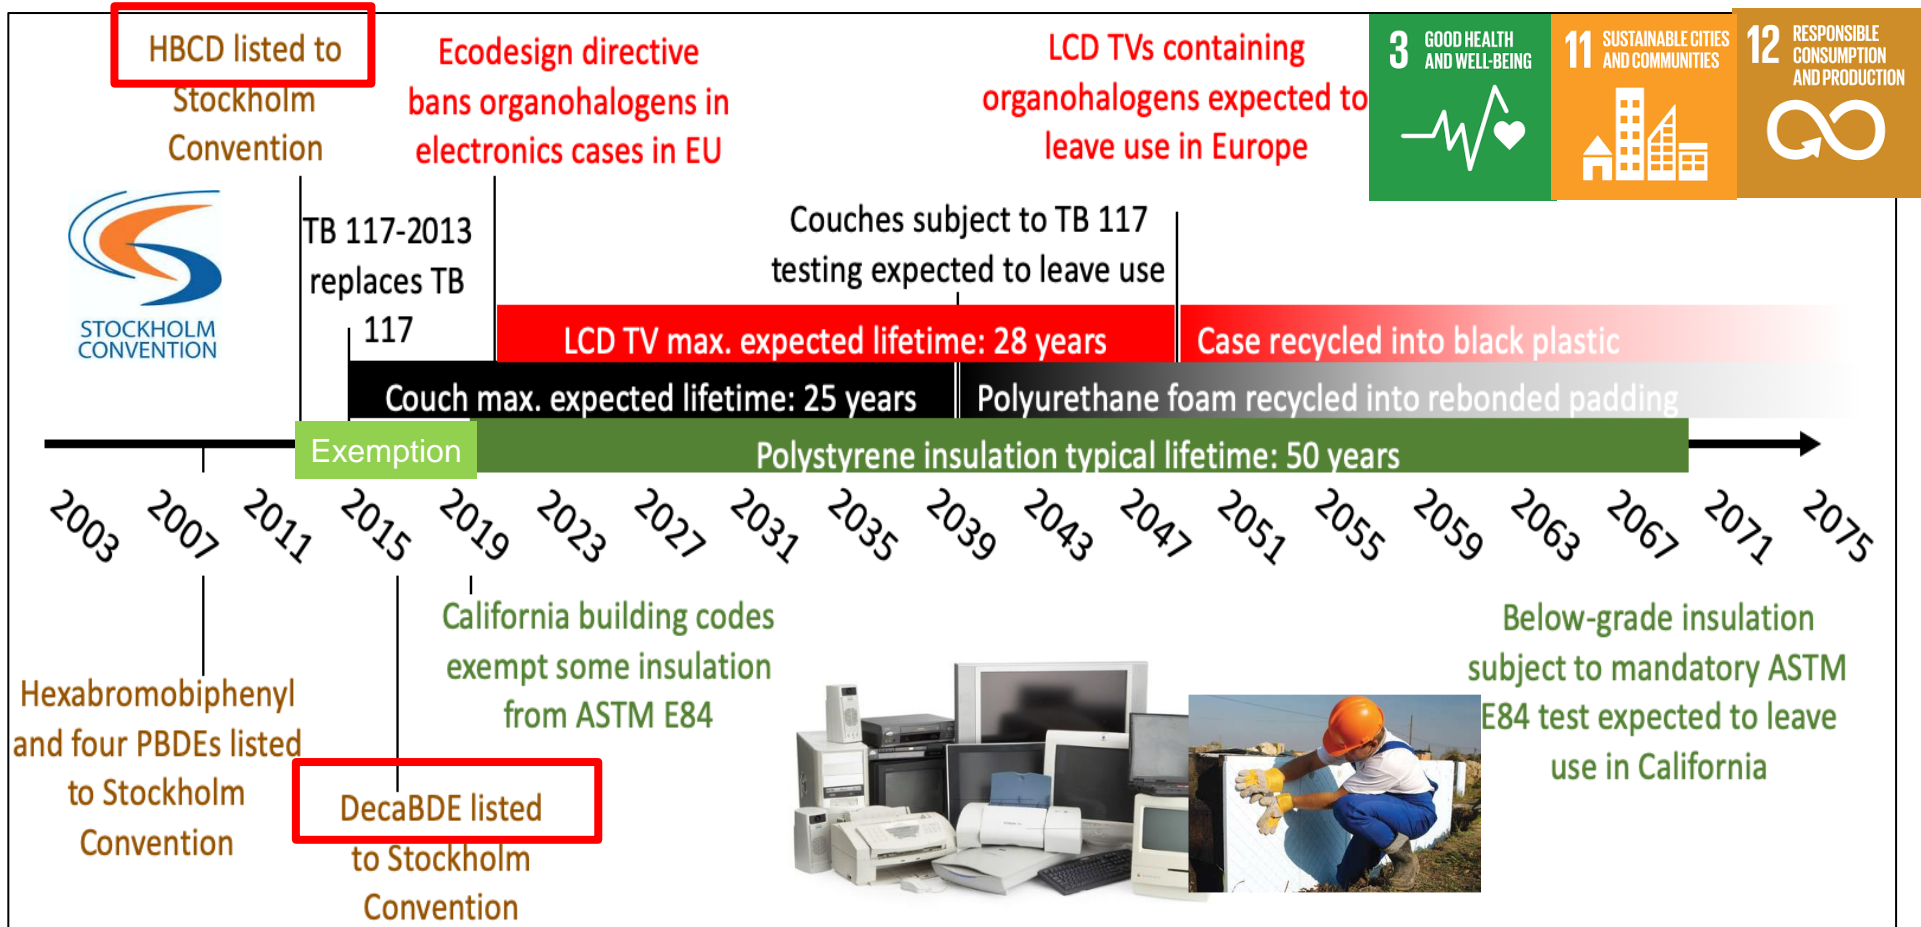 HBCD listed to
Stockholm
Convention
Ecodesign directive
bans organohalogens in
electronics cases in EU
LCD TVs containing
organohalogens expected to
leave use in Europe
3 GOOD HEALTH
AND WELL-BEING
11 SUSTAINABLE CITIES
AND COMMUNITIES
12 RESPONSIBLE
CONSUMPTION
AND PRODUCTION
STOCKHOLM
CONVENTION
TB 117-2013
replaces TB
117
Couches subject to TB 117
testing expected to leave use
LCD TV max. expected lifetime: 28 years
Case recycled into black plastic
Couch max. expected lifetime: 25 years
Polyurethane foam recycled into rebonded padding
Exemption
Polystyrene insulation typical lifetime: 50 years
2003
2007
2011
2015
2019
2023
2027
2031
2035
2039
2043
2047
2051
2055
2059
2063
2067
2071
2075
Hexabromobiphenyl
and four PBDEs listed
to Stockholm
Convention
DecaBDE listed
to Stockholm
Convention
California building codes
exempt some insulation
from ASTM E84
Below-grade insulation
subject to mandatory ASTM
E84 test expected to leave
use in California